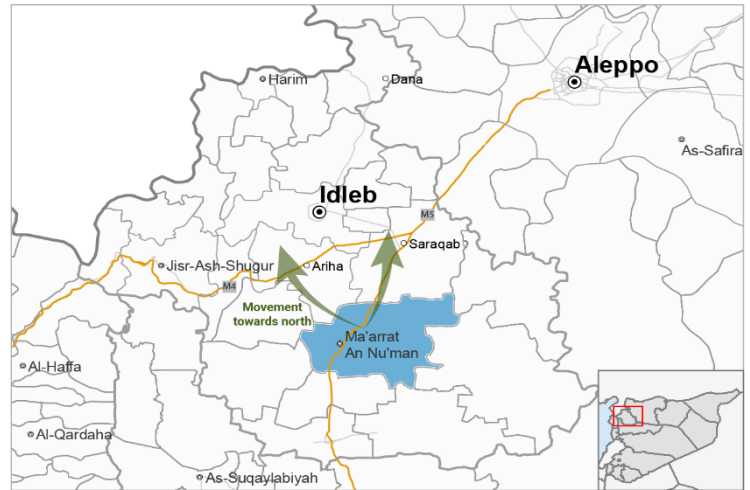 Aleppo
Harim
Dana
As-Safira
Idleb
M5
Saraqab
Jisr-Ash-Shugur
Ariha
M4
Movement
towards north
Ma'arrat
An Nu'man
Al-Haffa
Al-Qardaha
As-Suqaylabiyah